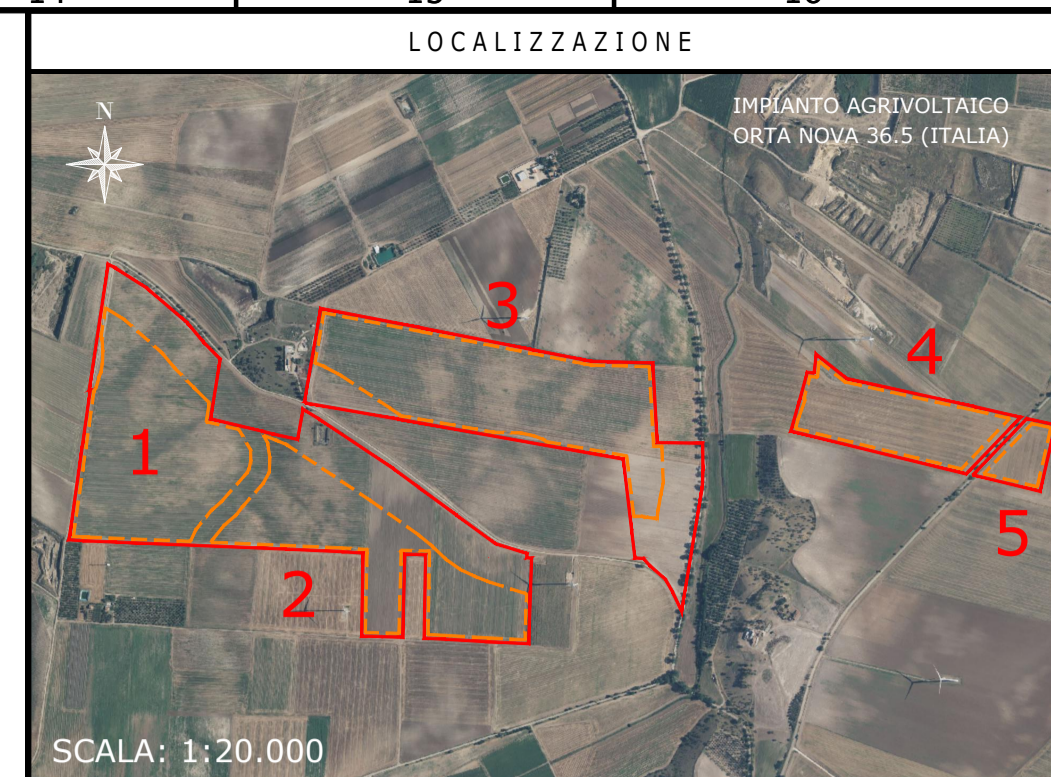 LOCALIZZAZIONE
IMPIANTO AGRIVOLTAICO
ORTA NOVA 36.5 (ITALIA)
N
3
4
1
5
2
SCALA: 1:20.000